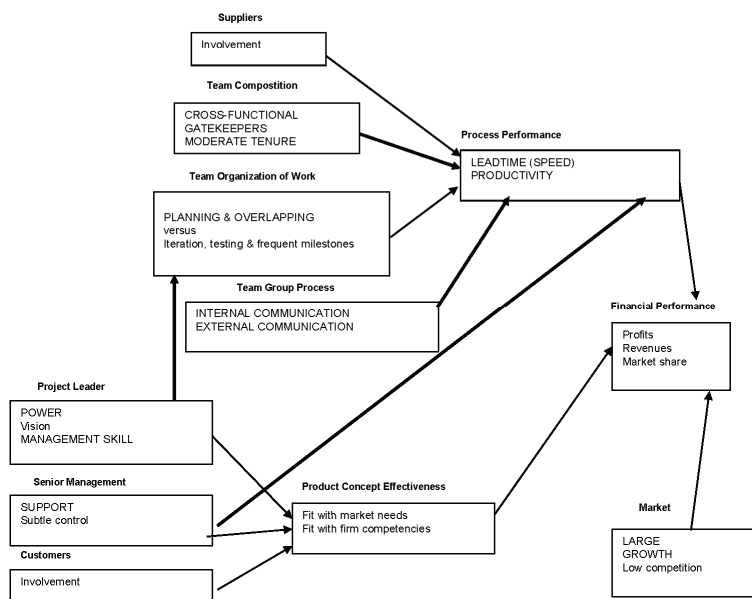 Suppliers
Involvement
Team Compostition
CROSS-FUNCTIONAL
GATEKEEPERS
MODERATE TENURE
Process Performance
LEADTIME (SPEED)
PRODUCTIVITY
Team Organization of Work
PLANNING & OVERLAPPING
versus
Iteration, testing & frequent milestones
Team Group Process
INTERNAL COMMUNICATION
EXTERNAL COMMUNICATION
Financial Performance
Profits
Revenues
Market share
Project Leader
POWER
Vision
MANAGEMENT SKILL
Senior Management
SUPPORT
Subtle control
Product Concept Effectiveness
Fit with market needs
Fit with firm competencies
Market
LARGE
GROWTH
Low competition
Customers
Involvement